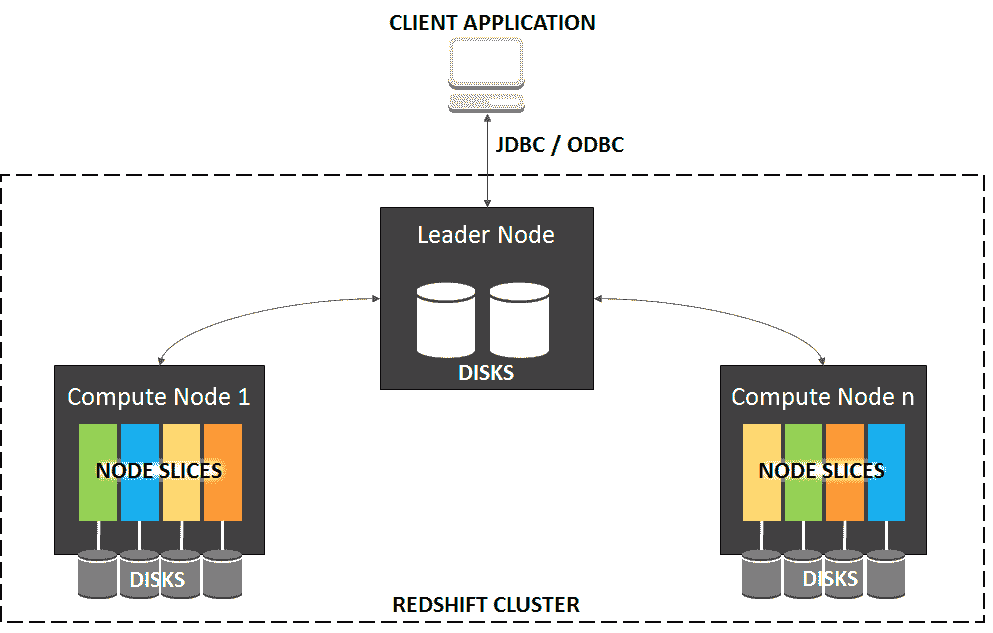 CLIENT APPLICATION
JDBC / ODBC
Leader Node
DISKS
Compute Node 1
NODE SLICES
DISKS
Compute Node n
NODE SLICES
DISKS
REDSHIFT CLUSTER